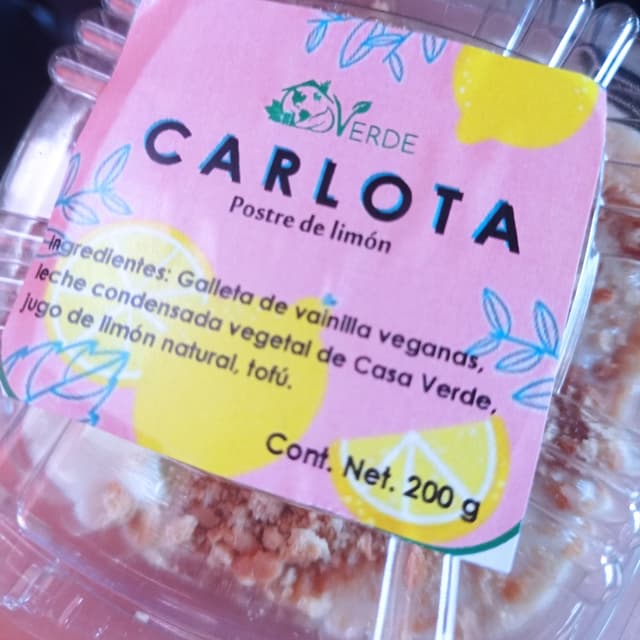 VERDE
CARLOTA
Postre de limón
Ingredientes: Galleta de vainilla veganas,
leche condensada vegetal de Casa Verde,
jugo de limón natural, tofú.
Cont. Net. 200 g